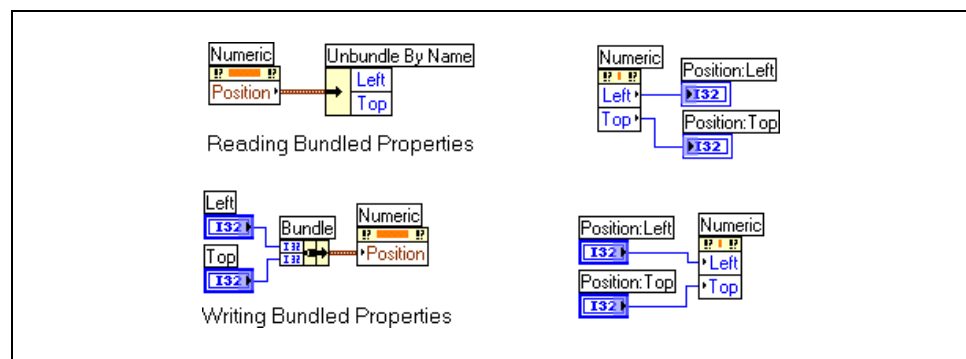 Numeric
Unbundle By Name
!? !?
Position
Left
Top
Reading Bundled Properties
Numeric
!? !?
Left
Top
Position:Left
I32
Position:Top
I32
Left
I32
Top
I32
Bundle
I32
I32
Numeric
!? !?
Position
Writing Bundled Properties
Position:Left
I32
Position:Top
I32
Numeric
!? !?
Left
Top